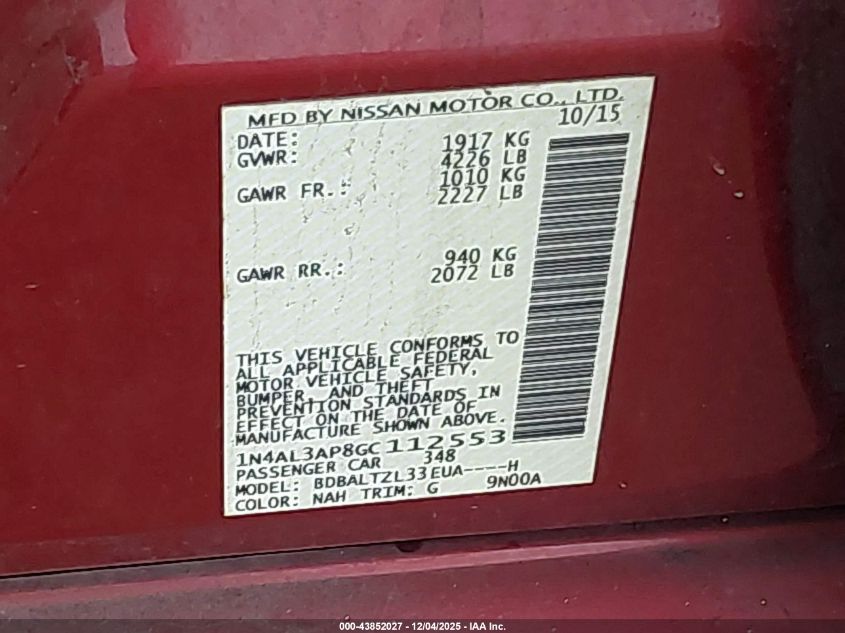 MFD BY NISSAN MOTOR CO., LTD.
DATE: 10/15
GVWR: 1917 KG
4226 LB
GAWR FR.: 1010 KG
2227 LB
GAWR RR.: 940 KG
2072 LB
THIS VEHICLE CONFORMS TO
ALL APPLICABLE FEDERAL
MOTOR VEHICLE SAFETY,
BUMPER, AND THEFT
PREVENTION STANDARDS IN
EFFECT ON THE DATE OF
MANUFACTURE SHOWN ABOVE.
1N4AL3AP8GC112553
PASSENGER CAR 348
MODEL: BDBALTZL33EUA----H
COLOR: NAH TRIM: G 9N00A
000-43852027 - 12/04/2025 - IAA Inc.